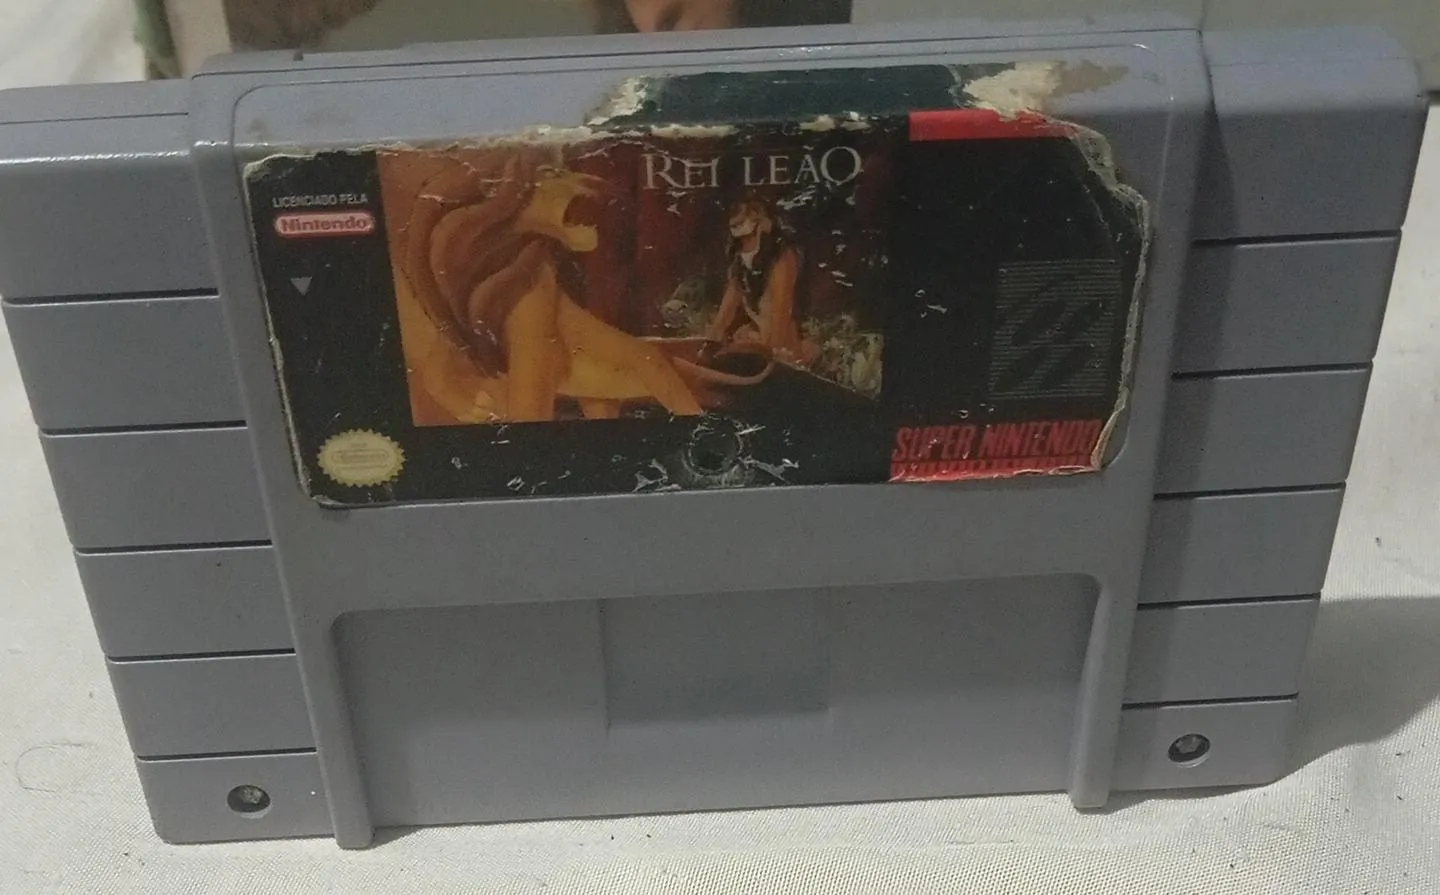 REI LEÃO
LICENCIADO PELA
Nintendo
SUPER NINTENDO